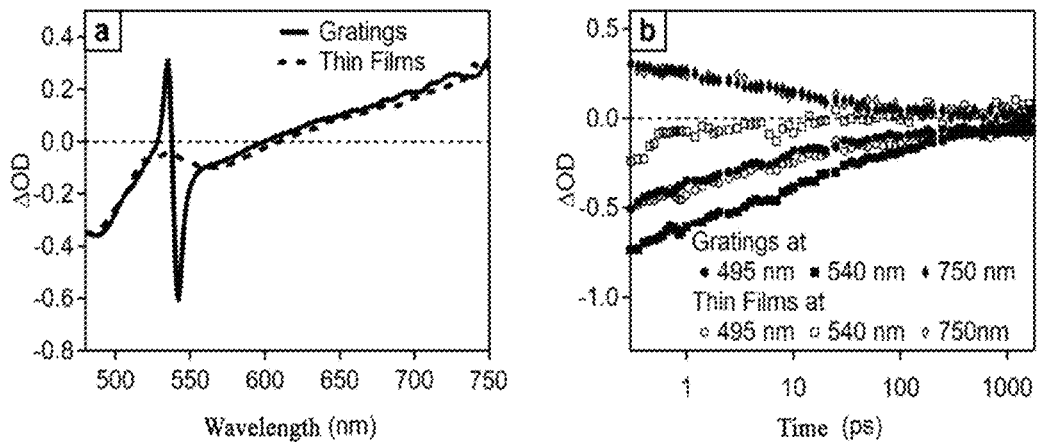 a
Gratings
Thin Films
0.4
0.2
0.0
-0.2
-0.4
-0.6
-0.8
ΔOD
500 550 600 650 700 750
Wavelength (nm)
b
0.5
0.0
-0.5
-1.0
ΔOD
Gratings at
495 nm 540 nm 750 nm
Thin Films at
495 nm 540 nm 750nm
1 10 100 1000
Time (ps)